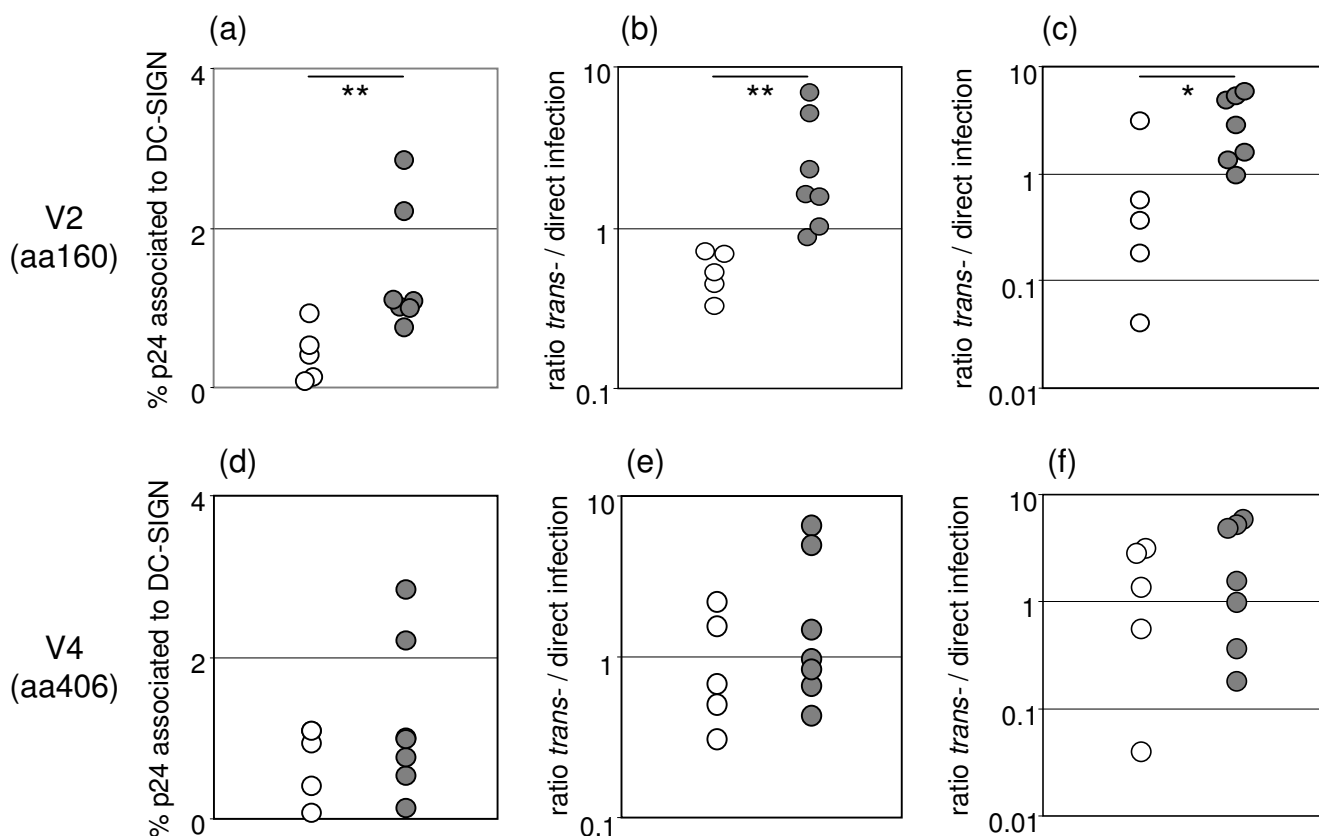 (a)
(b)
(c)
% p24 associated to DC-SIGN
4
2
0
**
ratio trans- / direct infection
10
1
0.1
**
ratio trans- / direct infection
10
1
0.1
0.01
*
V2
(aa160)
(d)
(e)
(f)
% p24 associated to DC-SIGN
4
2
0
ratio trans- / direct infection
10
1
0.1
ratio trans- / direct infection
10
1
0.1
0.01
V4
(aa406)